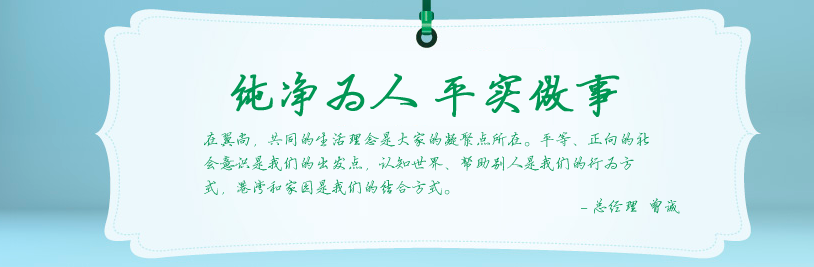 纯净为人 平实做事
在翼尚，共同的生活理念是大家的凝聚点所在。平等、正向的社
会意识是我们的出发点，认知世界、帮助别人是我们的行为方
式，港湾和家园是我们的结合方式。
- 总经理 曾诚